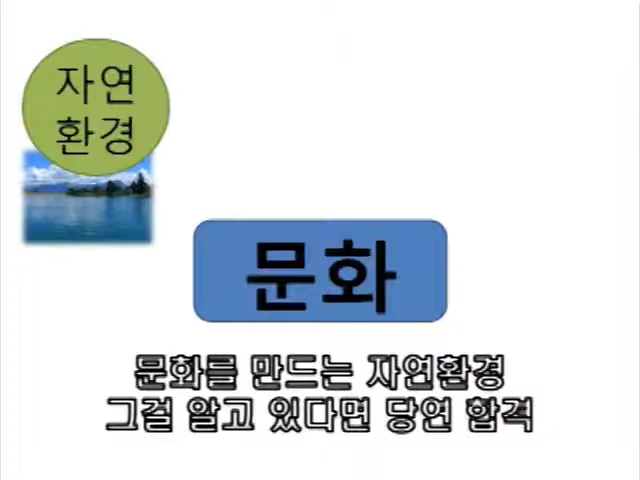 자연
환경
문화
문화를 만드는 자연환경
그걸 알고 있다면 당연 합격